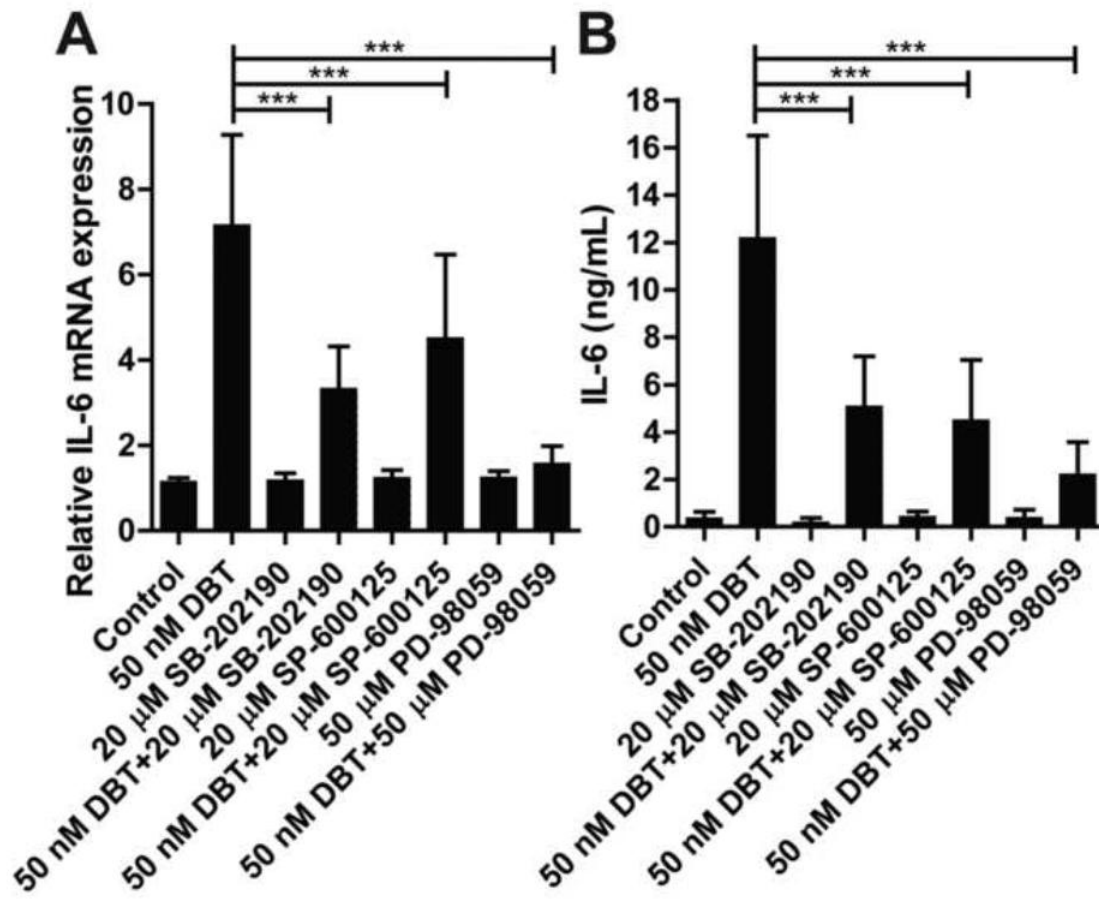 A
***
***
***
Relative IL-6 mRNA expression
10
8
6
4
2
0
Control
50 nM DBT
20 μM SB-202190
50 nM DBT+20 μM SB-202190
20 μM SP-600125
50 nM DBT+20 μM SP-600125
50 μM PD-98059
50 nM DBT+50 μM PD-98059
B
***
***
***
IL-6 (ng/mL)
18
16
14
12
10
8
6
4
2
0
Control
50 nM DBT
20 μM SB-202190
50 nM DBT+20 μM SB-202190
20 μM SP-600125
50 nM DBT+20 μM SP-600125
50 μM PD-98059
50 nM DBT+50 μM PD-98059